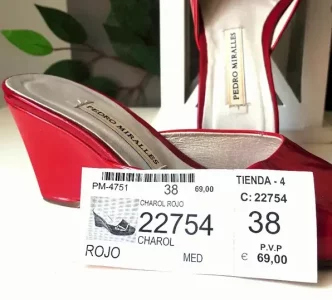 PEDRO MIRALLES
PEDRO MIRALLES
PM-4751 38 69,00
CHAROL ROJO
22754
CHAROL
ROJO MED
TIENDA - 4
C: 22754
38
P.V.P
€ 69,00